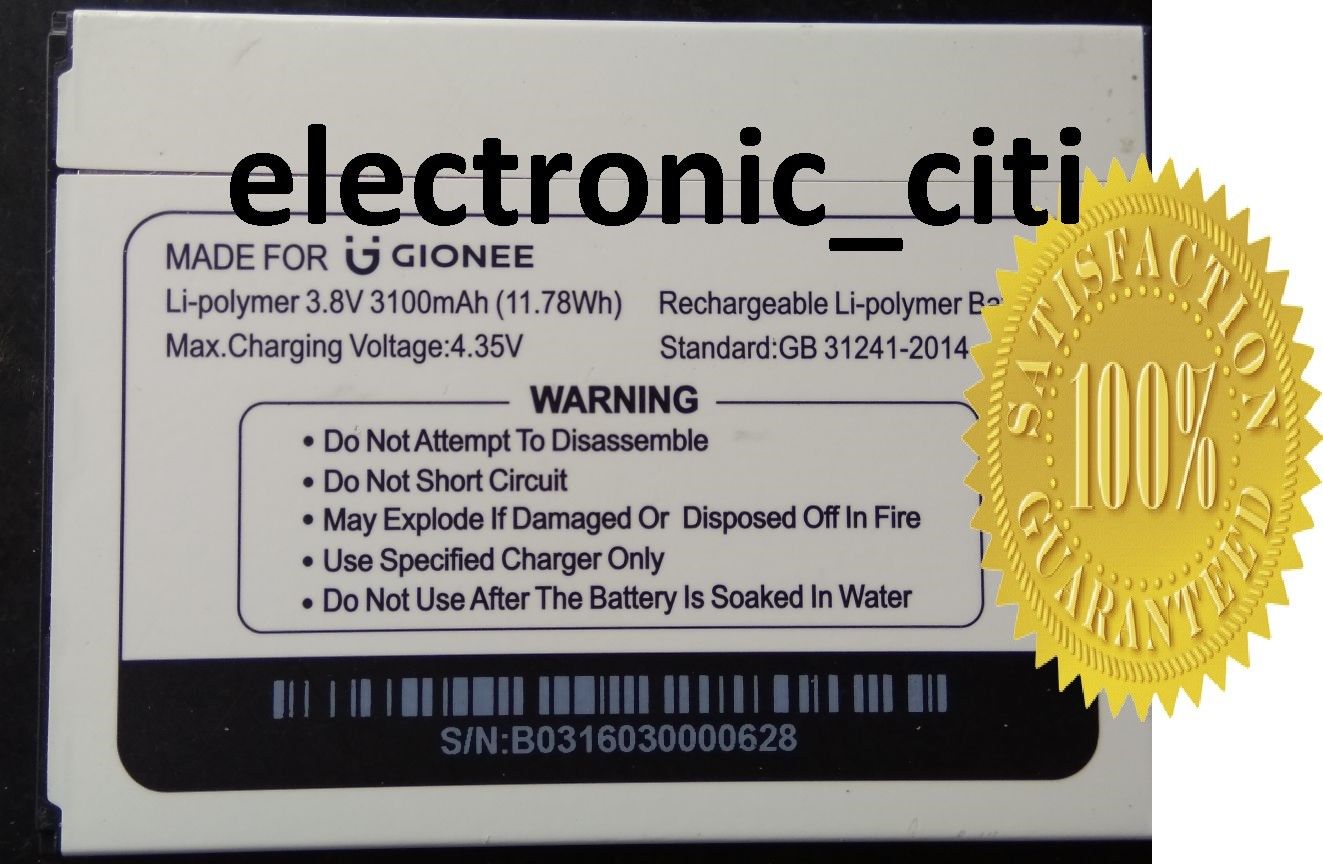 electronic_citi
MADE FOR GIONEE
Li-polymer 3.8V 3100mAh (11.78Wh) Rechargeable Li-polymer
Max.Charging Voltage:4.35V Standard:GB 31241-2014
WARNING
• Do Not Attempt To Disassemble
• Do Not Short Circuit
• May Explode If Damaged Or Disposed Off In Fire
• Use Specified Charger Only
• Do Not Use After The Battery Is Soaked In Water
S/N:B0316030000628
SATISFACTION
100%
GUARANTEED